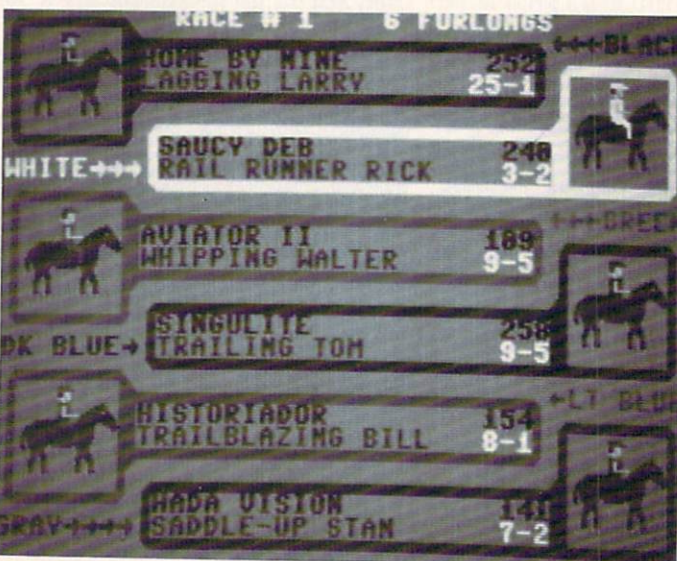 RACE # 1 6 FURLONGS
←←←BLACK
HOME BY NINE 252
LAGGING LARRY 25-1
SAUCY DEB 240
WHITE→→→ RAIL RUNNER RICK 3-2
←←←GREEN
AVIATOR II 189
WHIPPING WALTER 9-5
SINGULITE 258
DK BLUE→ TRAILING TOM 9-5
←LT BLUE
HISTORIADOR 154
TRAILBLAZING BILL 8-1
WADA VISION 141
GRAY→→→→ SADDLE-UP STAN 7-2